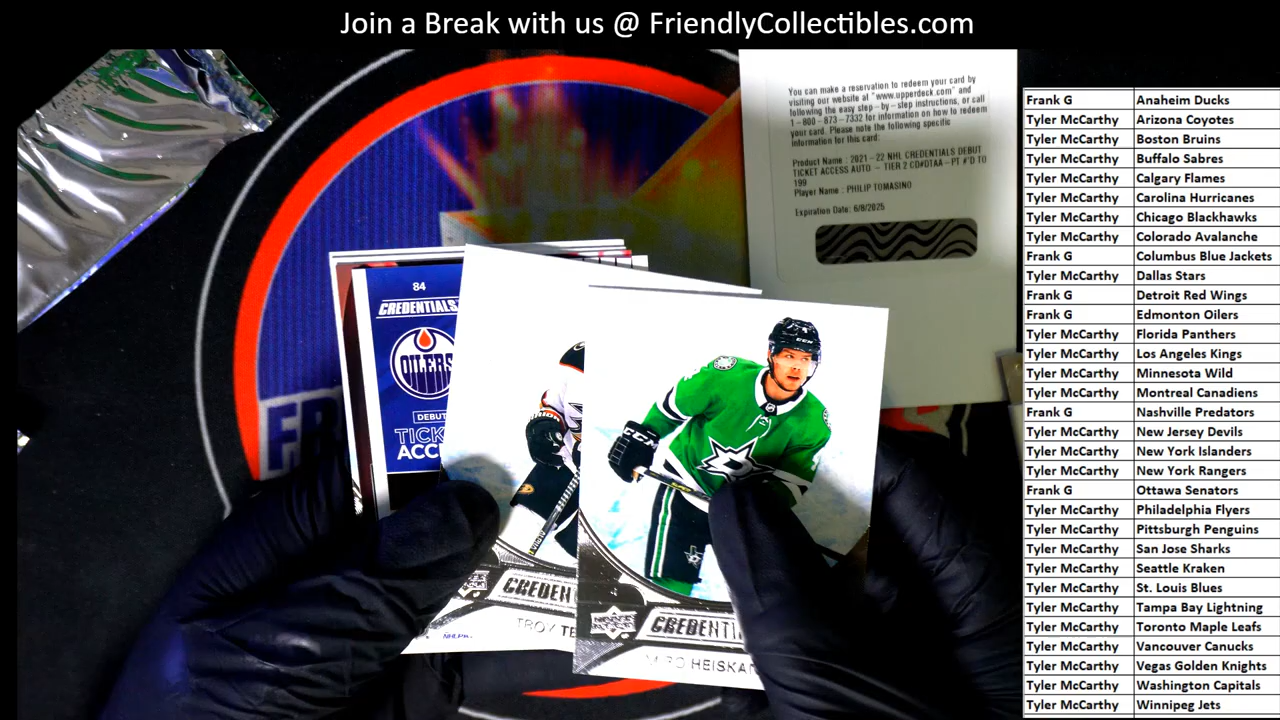 Join a Break with us @ FriendlyCollectibles.com
You can make a reservation to redeem your card by
visiting our website at "www.upperdeck.com" and
following the easy step-by-step instructions, or call
1-800-873-7332 for information on how to redeem
your card. Please note the following specific
information for this card:
Product Name : 2021-22 NHL CREDENTIALS DEBUT
TICKET ACCESS AUTO - TIER 2 CO#DTAA-PT #'D TO
199
Player Name : PHILIP TOMASINO
Expiration Date: 6/8/2025
84
CREDENTIALS
OILERS
DEBUT
TICK
ACC
CCM
CCM
CREDEN
TROY TE
NHLPA
UPPER DECK
CREDENTI
MIRO HEISKAN
Frank G Anaheim Ducks
Tyler McCarthy Arizona Coyotes
Tyler McCarthy Boston Bruins
Tyler McCarthy Buffalo Sabres
Tyler McCarthy Calgary Flames
Tyler McCarthy Carolina Hurricanes
Tyler McCarthy Chicago Blackhawks
Tyler McCarthy Colorado Avalanche
Frank G Columbus Blue Jackets
Tyler McCarthy Dallas Stars
Frank G Detroit Red Wings
Frank G Edmonton Oilers
Tyler McCarthy Florida Panthers
Tyler McCarthy Los Angeles Kings
Tyler McCarthy Minnesota Wild
Tyler McCarthy Montreal Canadiens
Frank G Nashville Predators
Tyler McCarthy New Jersey Devils
Tyler McCarthy New York Islanders
Tyler McCarthy New York Rangers
Frank G Ottawa Senators
Tyler McCarthy Philadelphia Flyers
Tyler McCarthy Pittsburgh Penguins
Tyler McCarthy San Jose Sharks
Tyler McCarthy Seattle Kraken
Tyler McCarthy St. Louis Blues
Tyler McCarthy Tampa Bay Lightning
Tyler McCarthy Toronto Maple Leafs
Tyler McCarthy Vancouver Canucks
Tyler McCarthy Vegas Golden Knights
Tyler McCarthy Washington Capitals
Tyler McCarthy Winnipeg Jets